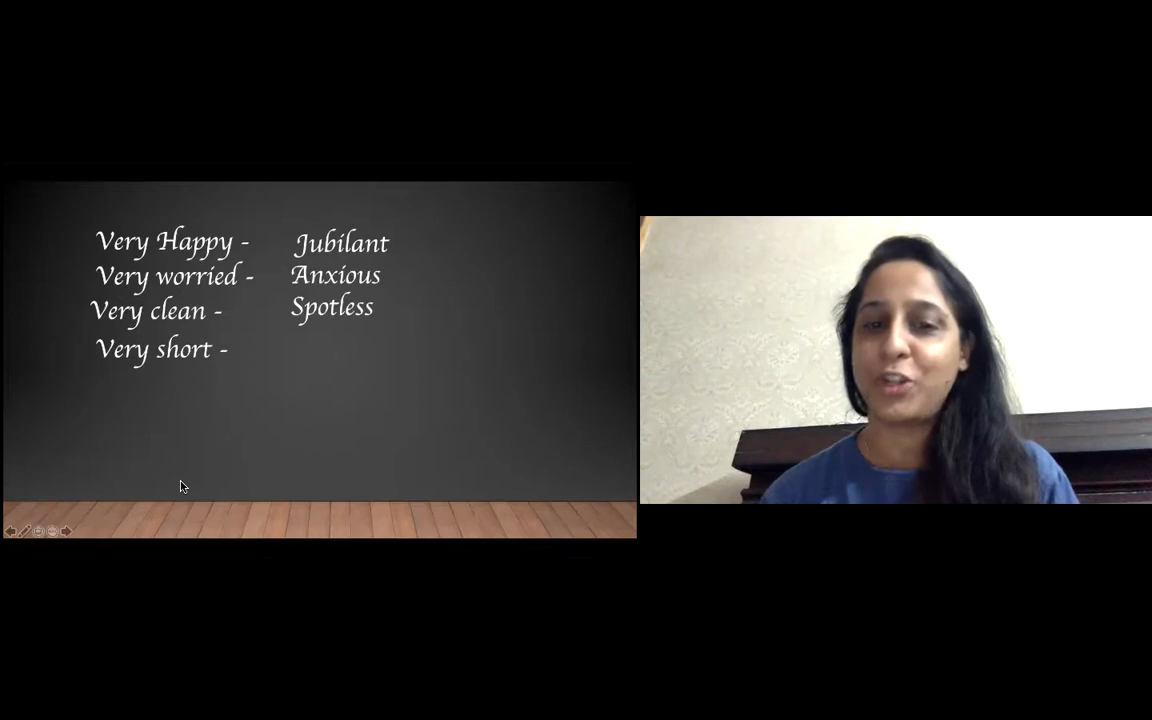 Very Happy - Jubilant
Very worried - Anxious
Very clean - Spotless
Very short -